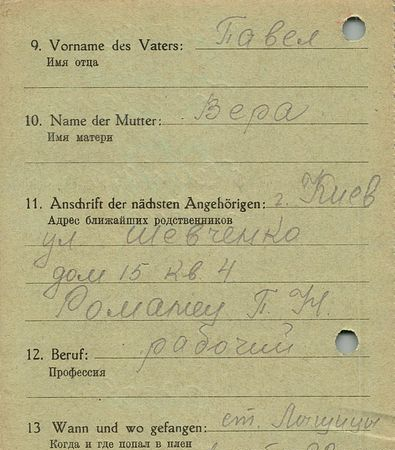 9. Vorname des Vaters: Павел
Имя отца
10. Name der Mutter: Вера
Имя матери
11. Anschrift der nächsten Angehörigen: г. Киев
Адрес ближайших родственников
ул Шевченко
дом 15 кв. 4
П. Н.
12. Beruf: рабочий
Профессия
13 Wann und wo gefangen: ст.
Когда и где попал в плен